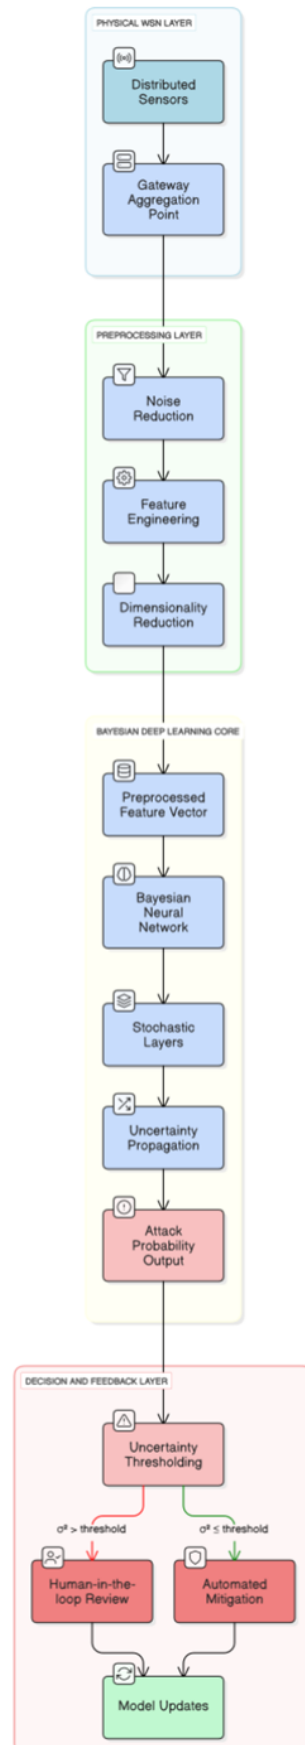 PHYSICAL WSN LAYER
Distributed
Sensors
Gateway
Aggregation
Point
PREPROCESSING LAYER
Noise
Reduction
Feature
Engineering
Dimensionality
Reduction
BAYESIAN DEEP LEARNING CORE
Preprocessed
Feature Vector
Bayesian
Neural
Network
Stochastic
Layers
Uncertainty
Propagation
Attack
Probability
Output
DECISION AND FEEDBACK LAYER
Uncertainty
Thresholding
σ² > threshold
σ² ≤ threshold
Human-in-the-
loop Review
Automated
Mitigation
Model Updates